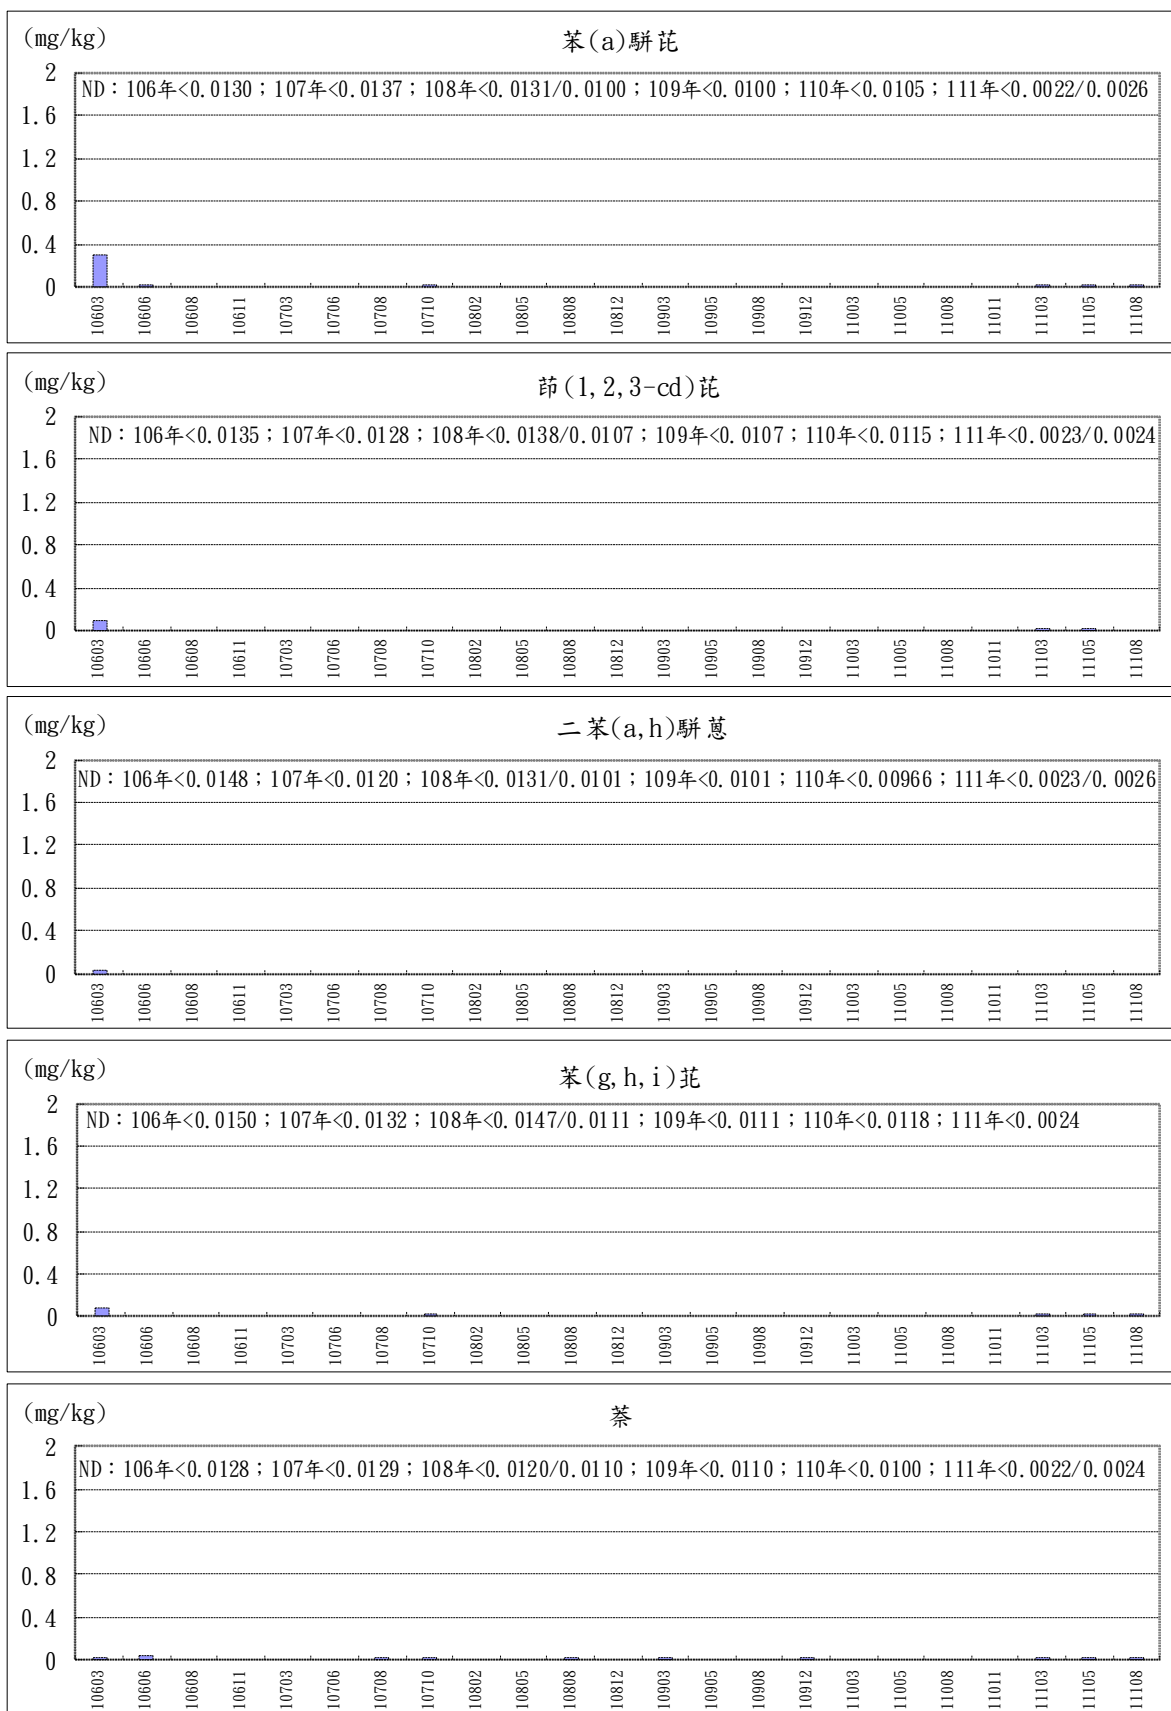 (mg/kg)
苯(a)駢芘
2
ND：106年<0.0130；107年<0.0137；108年<0.0131/0.0100；109年<0.0100；110年<0.0105；111年<0.0022/0.0026
1.6
1.2
0.8
0.4
0
10603 10606 10608 10611 10703 10706 10708 10710 10802 10805 10808 10812 10903 10905 10908 10912 11003 11005 11008 11011 11103 11105 11108
(mg/kg)
茚(1,2,3-cd)芘
2
ND：106年<0.0135；107年<0.0128；108年<0.0138/0.0107；109年<0.0107；110年<0.0115；111年<0.0023/0.0024
1.6
1.2
0.8
0.4
0
10603 10606 10608 10611 10703 10706 10708 10710 10802 10805 10808 10812 10903 10905 10908 10912 11003 11005 11008 11011 11103 11105 11108
(mg/kg)
二苯(a,h)駢蒽
2
ND：106年<0.0148；107年<0.0120；108年<0.0131/0.0101；109年<0.0101；110年<0.00966；111年<0.0023/0.0026
1.6
1.2
0.8
0.4
0
10603 10606 10608 10611 10703 10706 10708 10710 10802 10805 10808 10812 10903 10905 10908 10912 11003 11005 11008 11011 11103 11105 11108
(mg/kg)
苯(g,h,i)苝
2
ND：106年<0.0150；107年<0.0132；108年<0.0147/0.0111；109年<0.0111；110年<0.0118；111年<0.0024
1.6
1.2
0.8
0.4
0
10603 10606 10608 10611 10703 10706 10708 10710 10802 10805 10808 10812 10903 10905 10908 10912 11003 11005 11008 11011 11103 11105 11108
(mg/kg)
萘
2
ND：106年<0.0128；107年<0.0129；108年<0.0120/0.0110；109年<0.0110；110年<0.0100；111年<0.0022/0.0024
1.6
1.2
0.8
0.4
0
10603 10606 10608 10611 10703 10706 10708 10710 10802 10805 10808 10812 10903 10905 10908 10912 11003 11005 11008 11011 11103 11105 11108